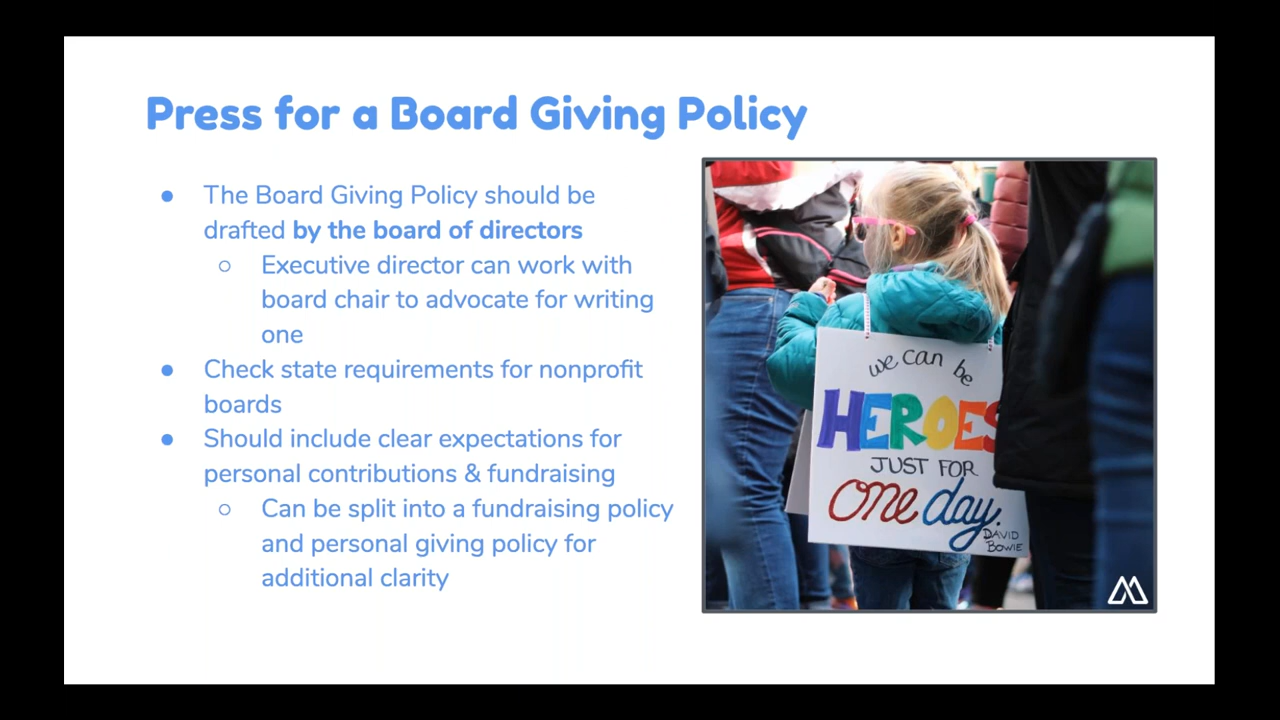 Press for a Board Giving Policy
● The Board Giving Policy should be
drafted by the board of directors
○ Executive director can work with
board chair to advocate for writing
one
● Check state requirements for nonprofit
boards
● Should include clear expectations for
personal contributions & fundraising
○ Can be split into a fundraising policy
and personal giving policy for
additional clarity
we can be
HEROES
JUST FOR
one day.
DAVID
BOWIE